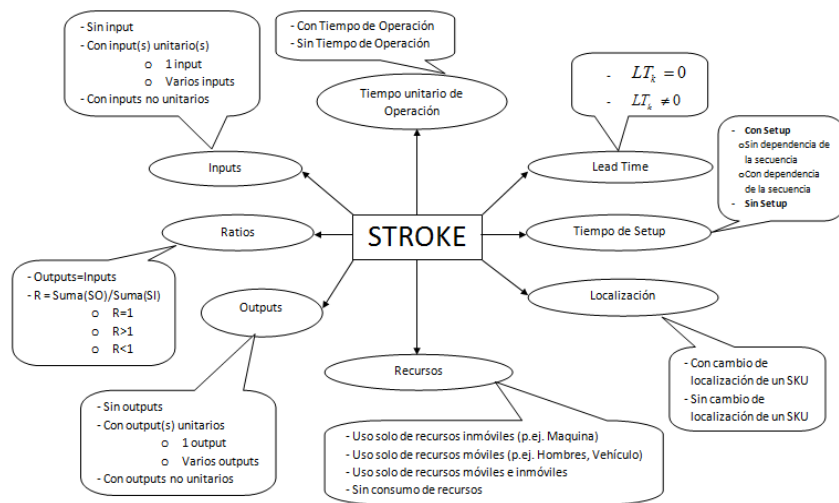 - Sin input
- Con input(s) unitario(s)
o 1 input
o Varios inputs
- Con inputs no unitarios
- Con Tiempo de Operación
- Sin Tiempo de Operación
Tiempo unitario de
Operación
- LT_k = 0
- LT_k ≠ 0
Inputs
Lead Time
- Con Setup
o Sin dependencia de
la secuencia
o Con dependencia
de la secuencia
- Sin Setup
Ratios
STROKE
Tiempo de Setup
- Outputs=Inputs
- R = Suma(SO)/Suma(SI)
o R=1
o R>1
o R<1
Outputs
Localización
Recursos
- Con cambio de
localización de un SKU
- Sin cambio de
localización de un SKU
- Sin outputs
- Con output(s) unitarios
o 1 output
o Varios outputs
- Con outputs no unitarios
- Uso solo de recursos inmóviles (p.ej. Maquina)
- Uso solo de recursos móviles (p.ej. Hombres, Vehículo)
- Uso solo de recursos móviles e inmóviles
- Sin consumo de recursos